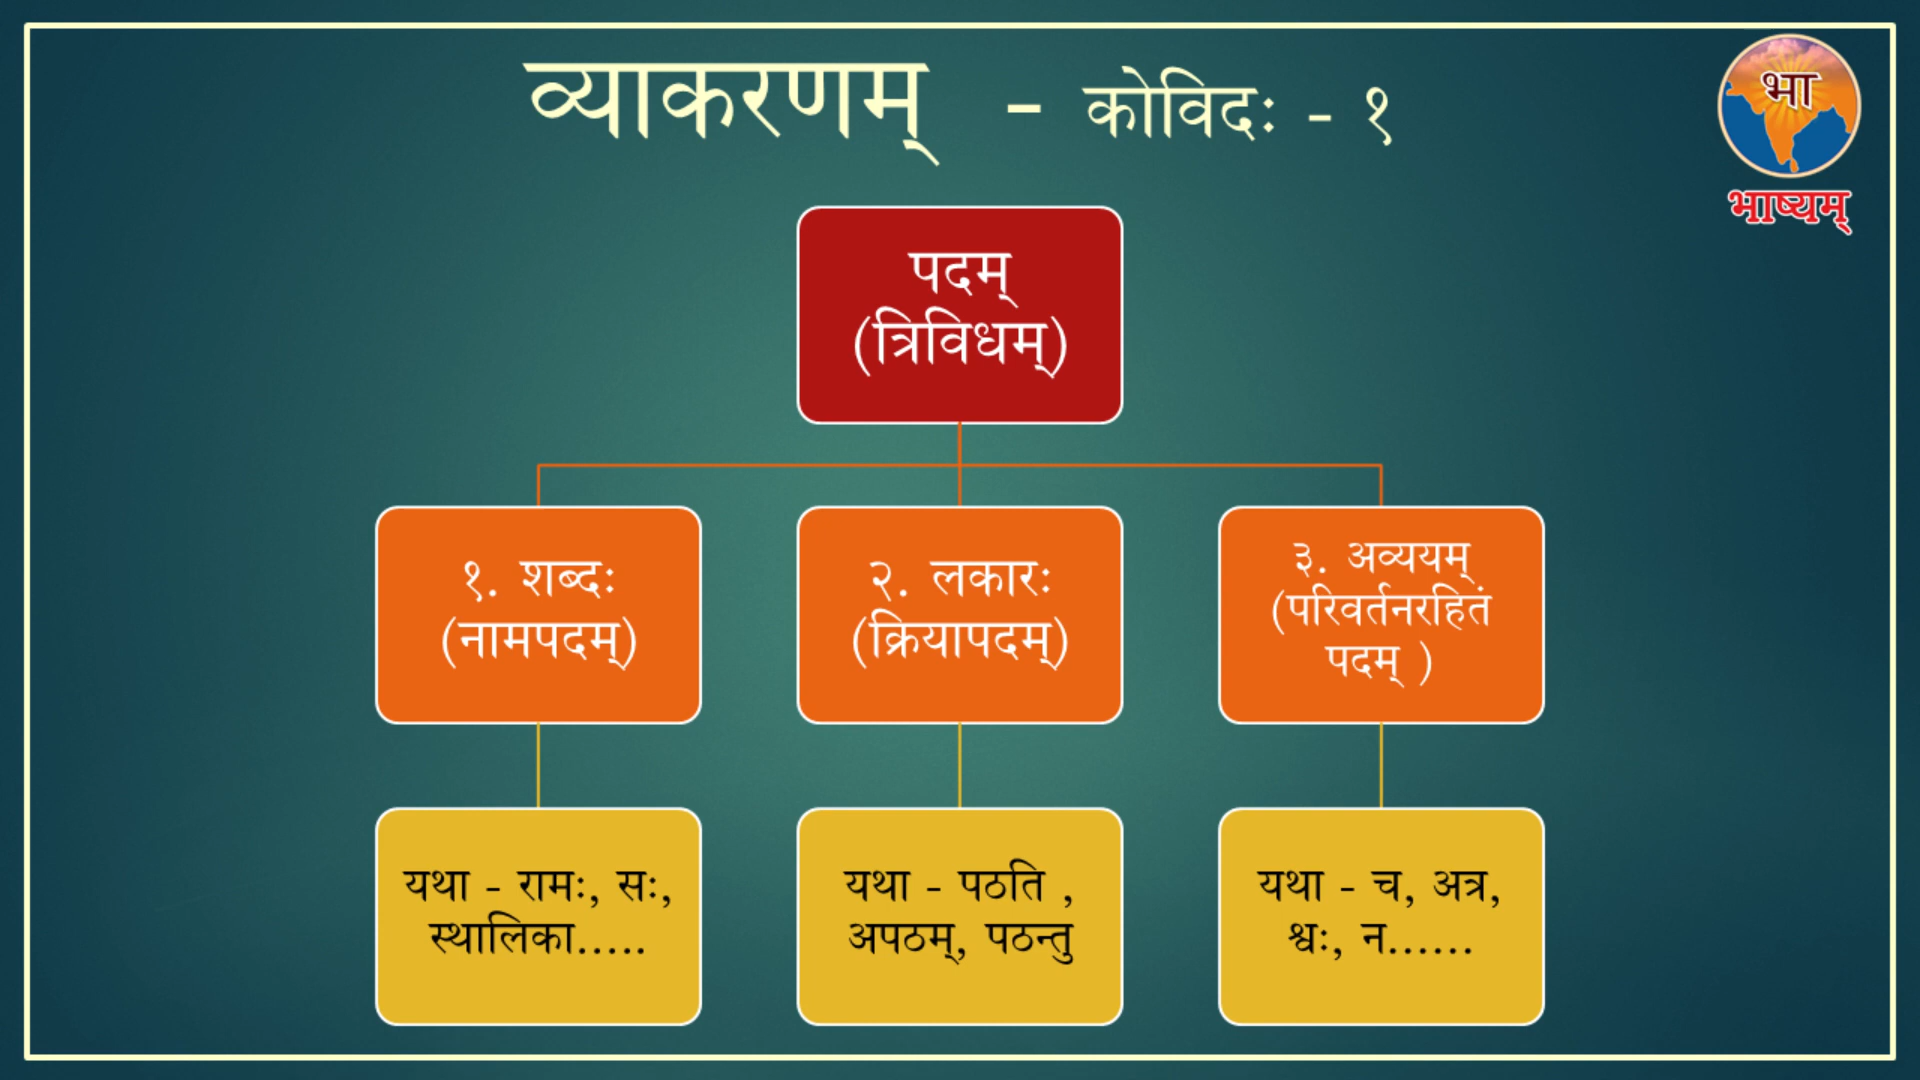 व्याकरणम् - कोविदः - १
भा
भाष्यम्
पदम्
(त्रिविधम्)
१. शब्दः
(नामपदम्)
२. लकारः
(क्रियापदम्)
३. अव्ययम्
(परिवर्तनरहितं
पदम् )
यथा - रामः, सः,
स्थालिका.....
यथा - पठति ,
अपठम्, पठन्तु
यथा - च, अत्र,
श्वः, न......